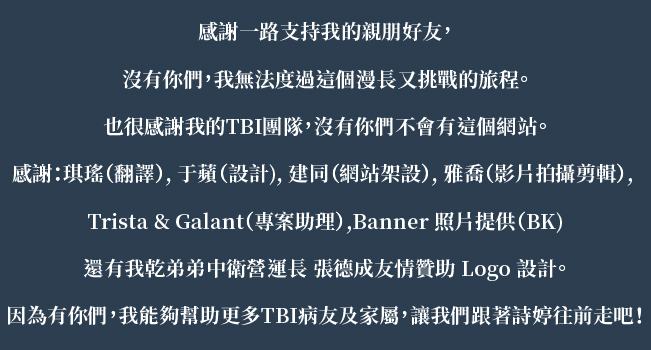 感謝一路支持我的親朋好友，
沒有你們，我無法度過這個漫長又挑戰的旅程。
也很感謝我的TBI團隊，沒有你們不會有這個網站。
感謝：琪瑤（翻譯）, 于蘋（設計）, 建同（網站架設）, 雅喬（影片拍攝剪輯）,
Trista & Galant（專案助理）,Banner 照片提供（BK）
還有我乾弟弟中衛營運長 張德成友情贊助 Logo 設計。
因為有你們，我能夠幫助更多TBI病友及家屬，讓我們跟著詩婷往前走吧！